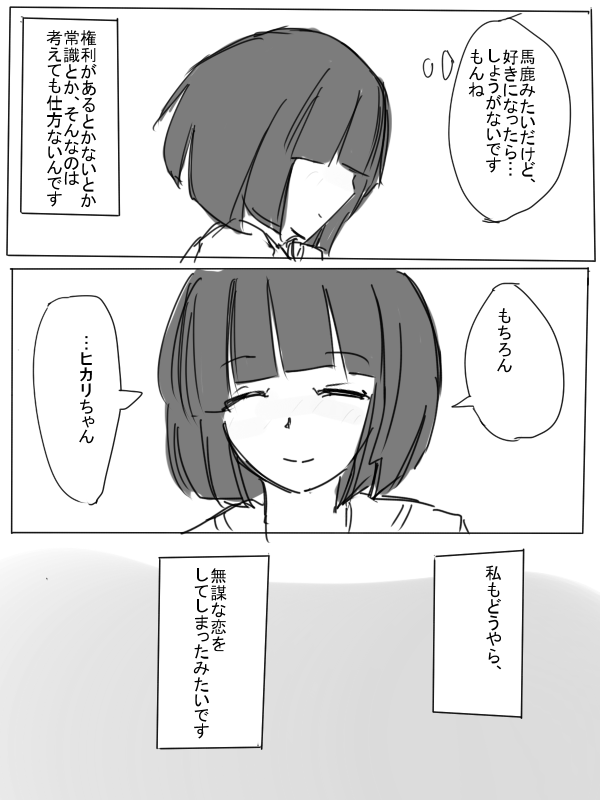 馬鹿みたいだけど、
好きになったら…
しょうがないです
もんね
権利があるとかないとか
常識とか、そんなのは
考えても仕方ないんです
もちろん
…ヒカリちゃん
私もどうやら、
無謀な恋を
してしまったみたいです